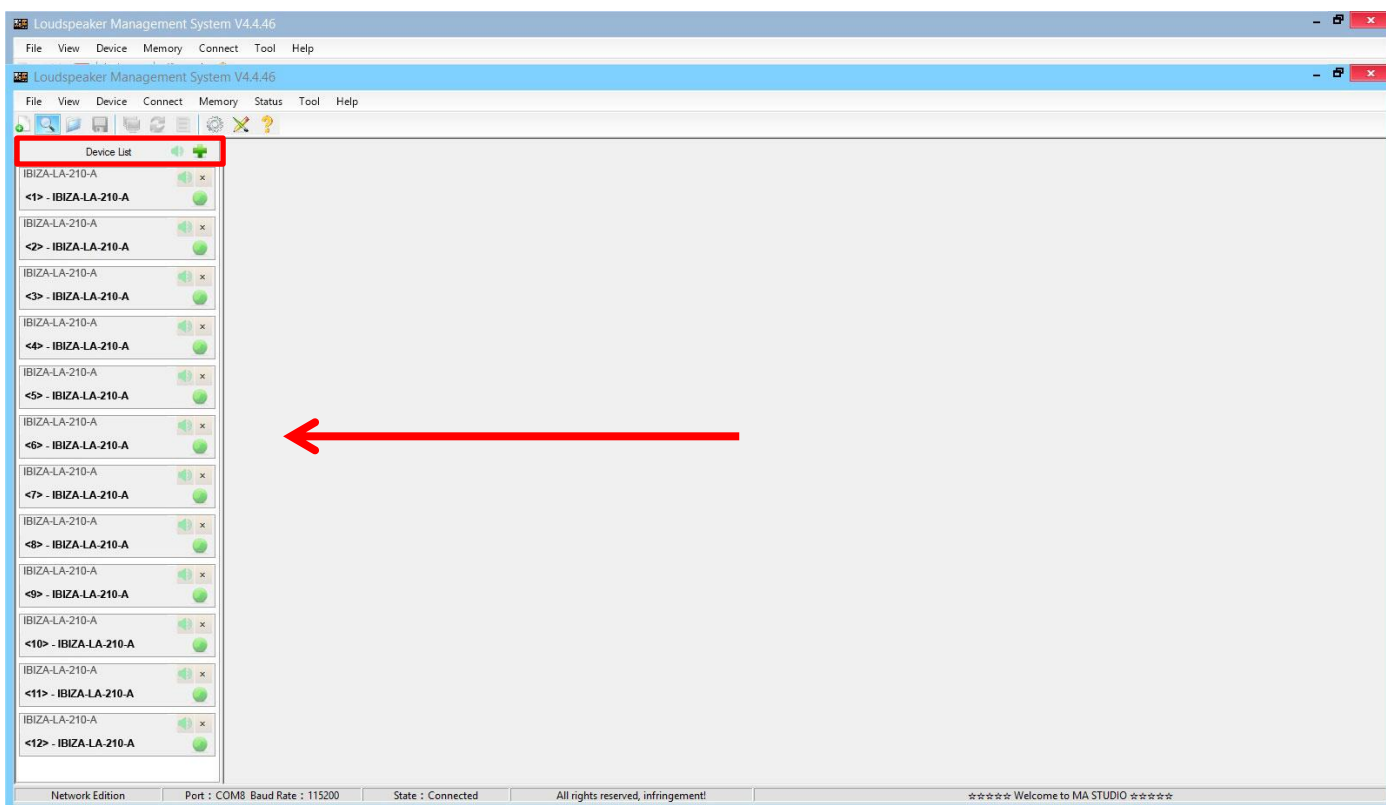 Loudspeaker Management System V4.4.46
File View Device Memory Connect Tool Help
Loudspeaker Management System V4.4.46
File View Device Connect Memory Status Tool Help
Device List
IBIZA-LA-210-A
<1> - IBIZA-LA-210-A
IBIZA-LA-210-A
<2> - IBIZA-LA-210-A
IBIZA-LA-210-A
<3> - IBIZA-LA-210-A
IBIZA-LA-210-A
<4> - IBIZA-LA-210-A
IBIZA-LA-210-A
<5> - IBIZA-LA-210-A
IBIZA-LA-210-A
<6> - IBIZA-LA-210-A
IBIZA-LA-210-A
<7> - IBIZA-LA-210-A
IBIZA-LA-210-A
<8> - IBIZA-LA-210-A
IBIZA-LA-210-A
<9> - IBIZA-LA-210-A
IBIZA-LA-210-A
<10> - IBIZA-LA-210-A
IBIZA-LA-210-A
<11> - IBIZA-LA-210-A
IBIZA-LA-210-A
<12> - IBIZA-LA-210-A
Network Edition Port : COM8 Baud Rate : 115200 State : Connected All rights reserved, infringement! ☆☆☆☆☆ Welcome to MA STUDIO ☆☆☆☆☆